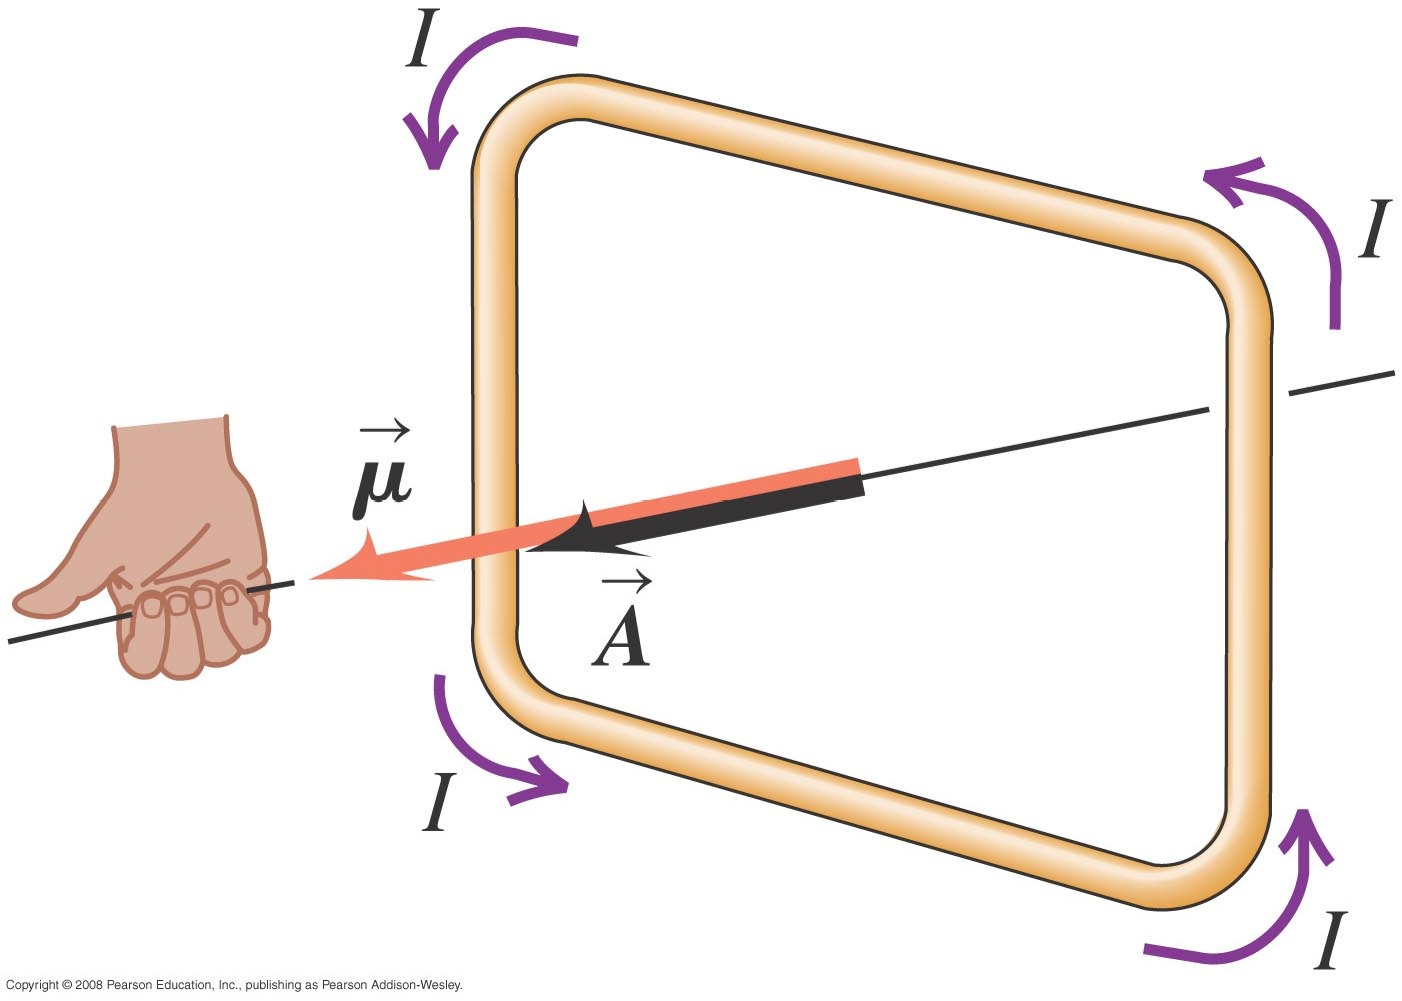 I
I
μ⃗
A⃗
I
I
Copyright © 2008 Pearson Education, Inc., publishing as Pearson Addison-Wesley.